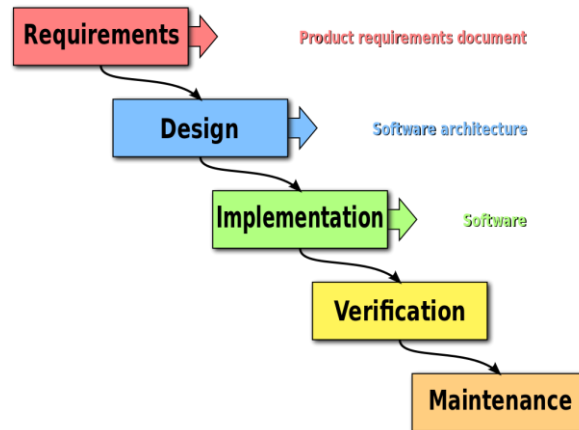 Requirements
Product requirements document
Design
Software architecture
Implementation
Software
Verification
Maintenance